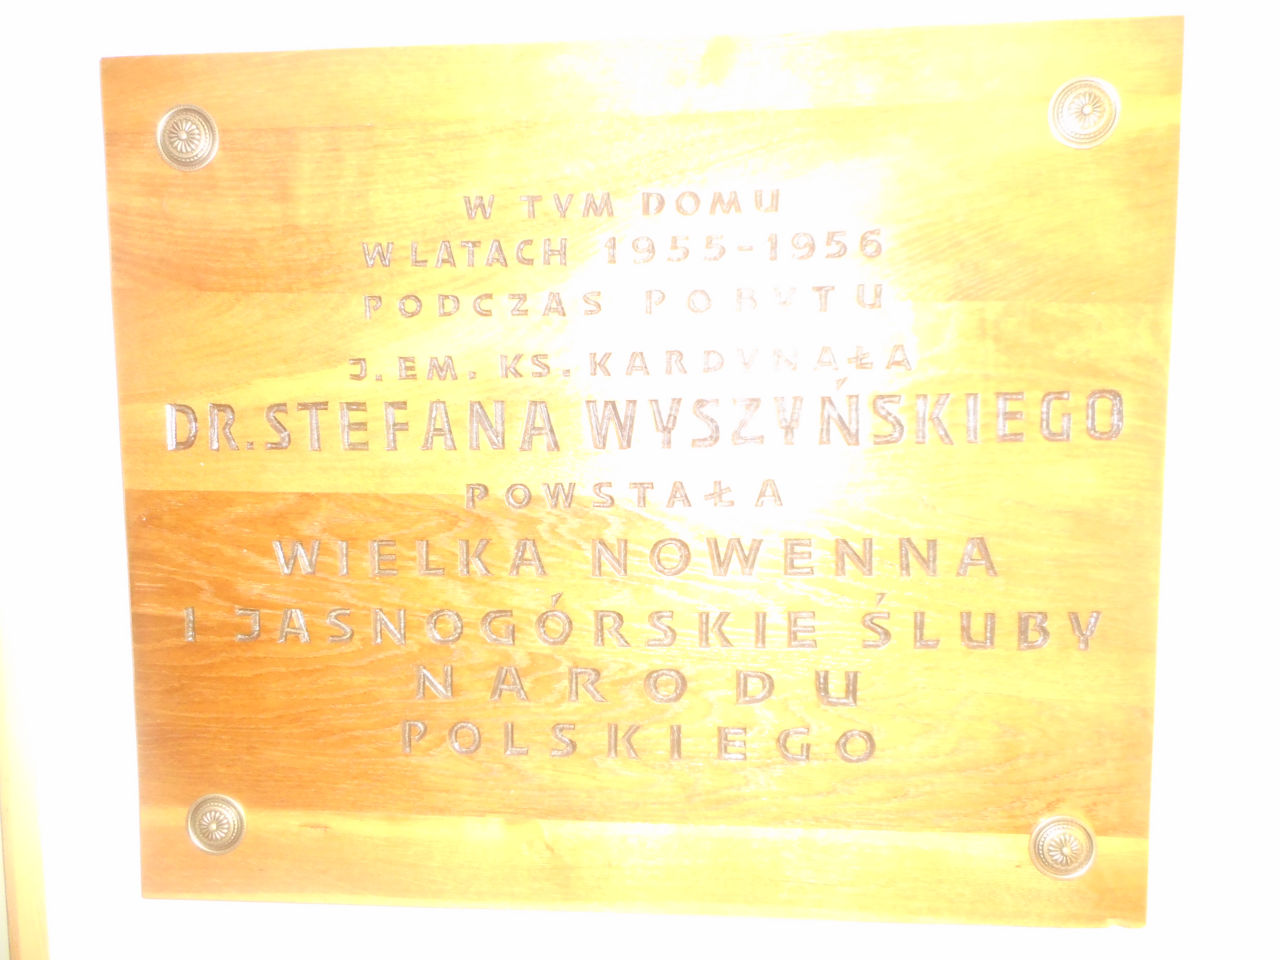 W TYM DOMU
W LATACH 1955-1956
PODCZAS POBYTU
J. EM. KS. KARDYNAŁA
DR. STEFANA WYSZYŃSKIEGO
POWSTAŁA
WIELKA NOWENNA
I JASNOGÓRSKIE ŚLUBY
NARODU
POLSKIEGO